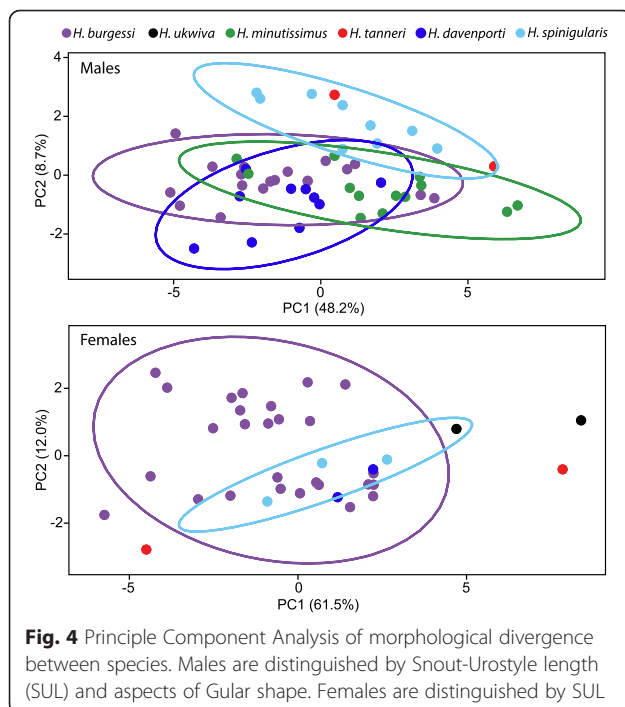 H. burgessi H. ukwiva H. minutissimus H. tanneri H. davenporti H. spinigularis
Males
PC2 (8.7%)
4
2
0
-2
-5 0 5
PC1 (48.2%)
Females
PC2 (12.0%)
2
0
-2
-5 0 5
PC1 (61.5%)
Fig. 4 Principle Component Analysis of morphological divergence
between species. Males are distinguished by Snout-Urostyle length
(SUL) and aspects of Gular shape. Females are distinguished by SUL